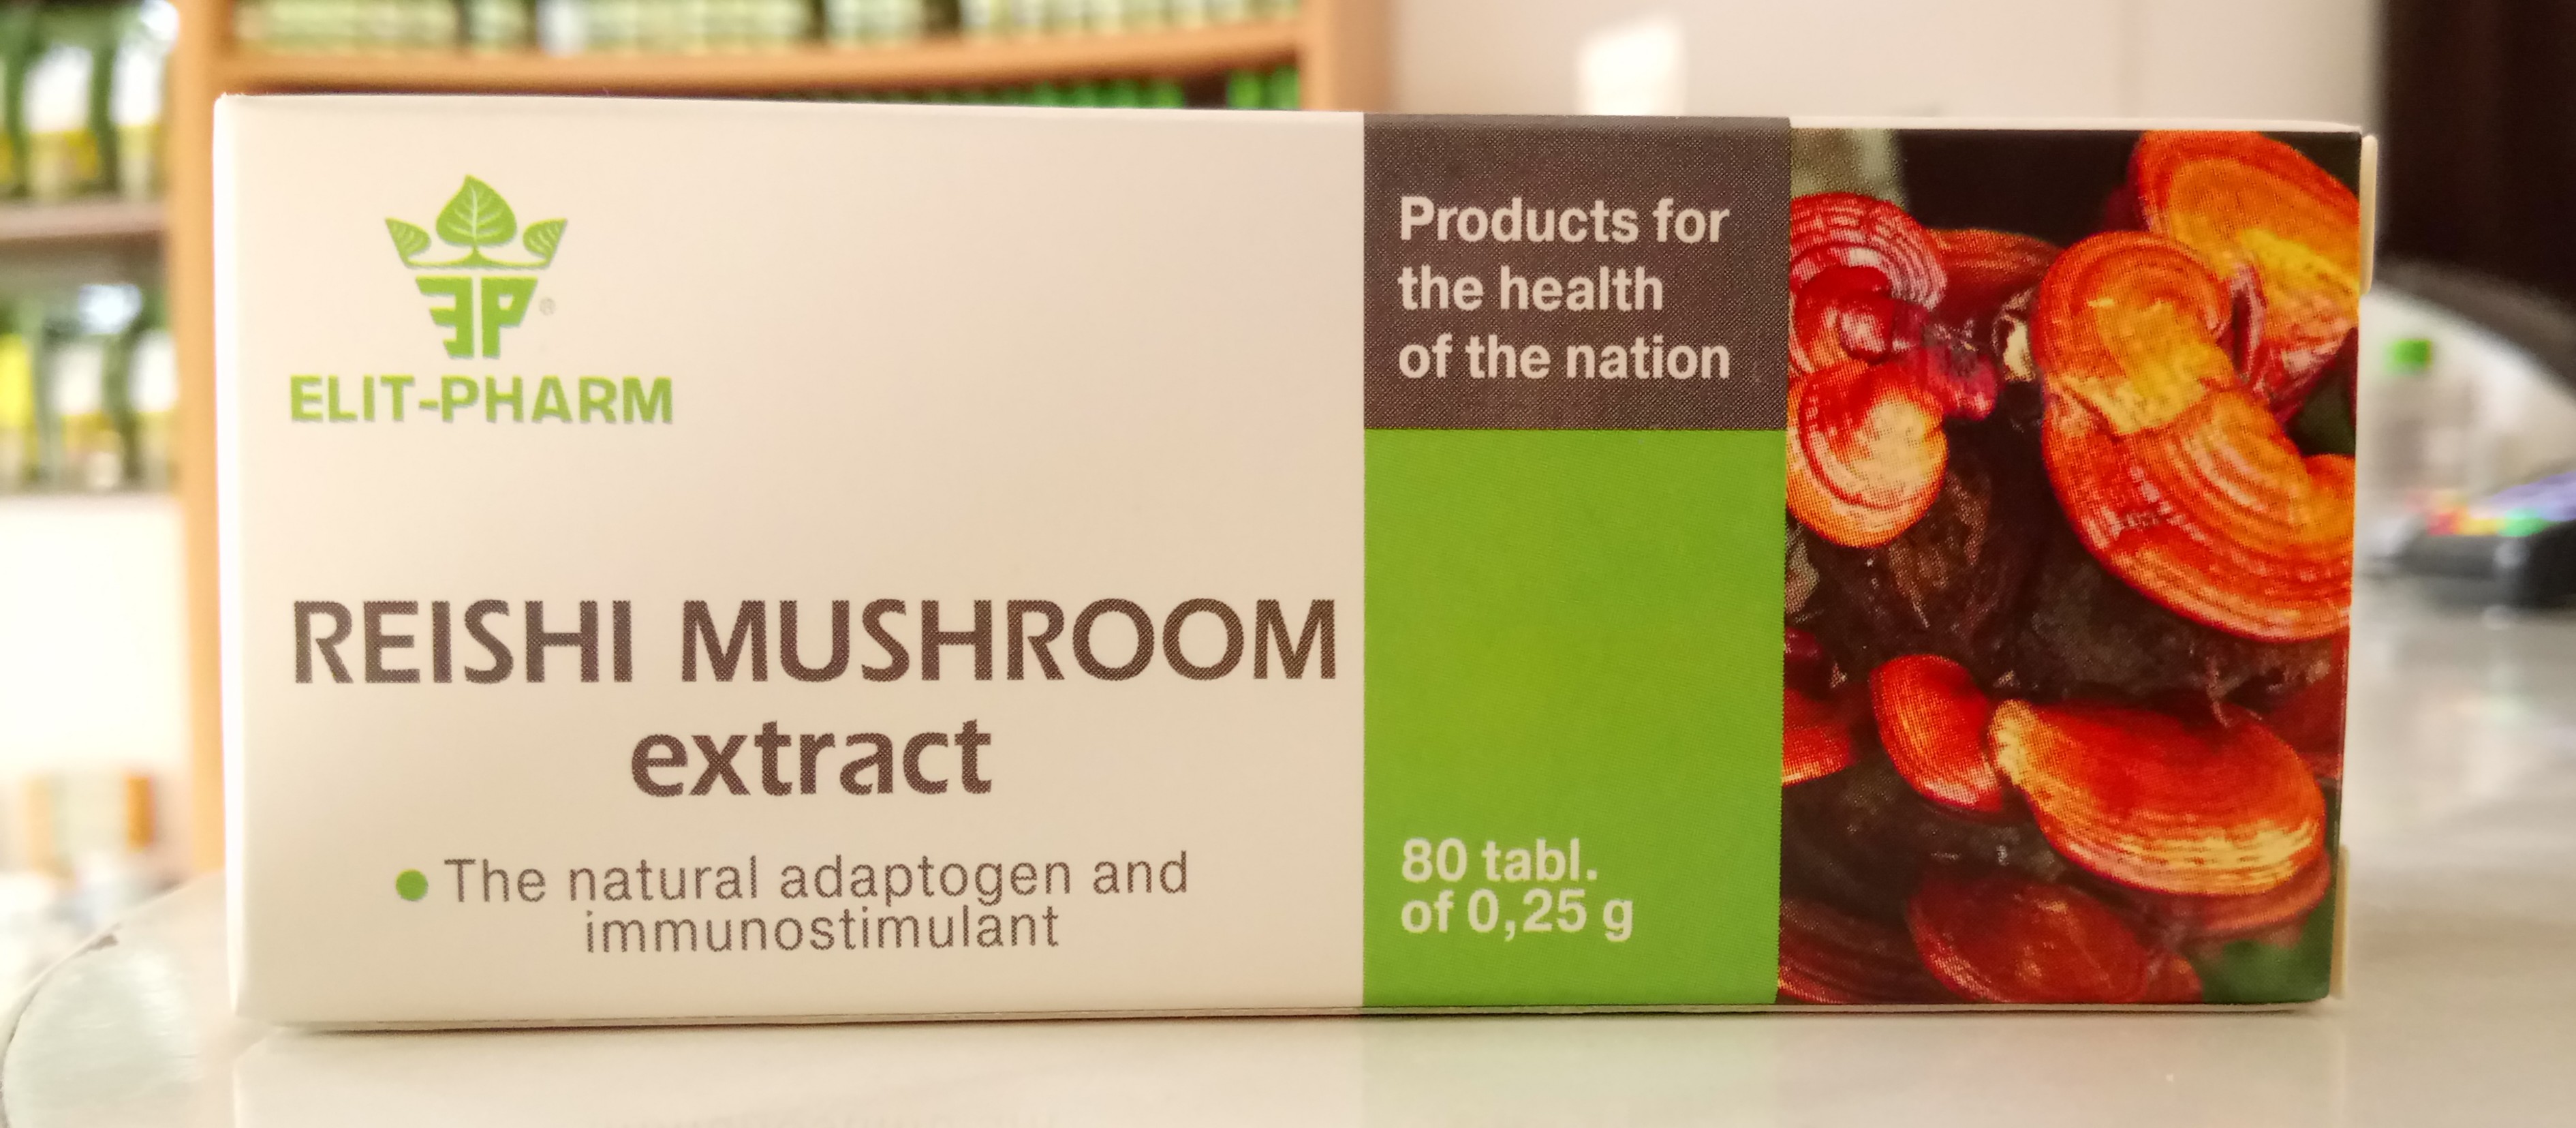 ЭP®
ELIT-PHARM
REISHI MUSHROOM
extract
• The natural adaptogen and
immunostimulant
Products for
the health
of the nation
80 tabl.
of 0,25 g